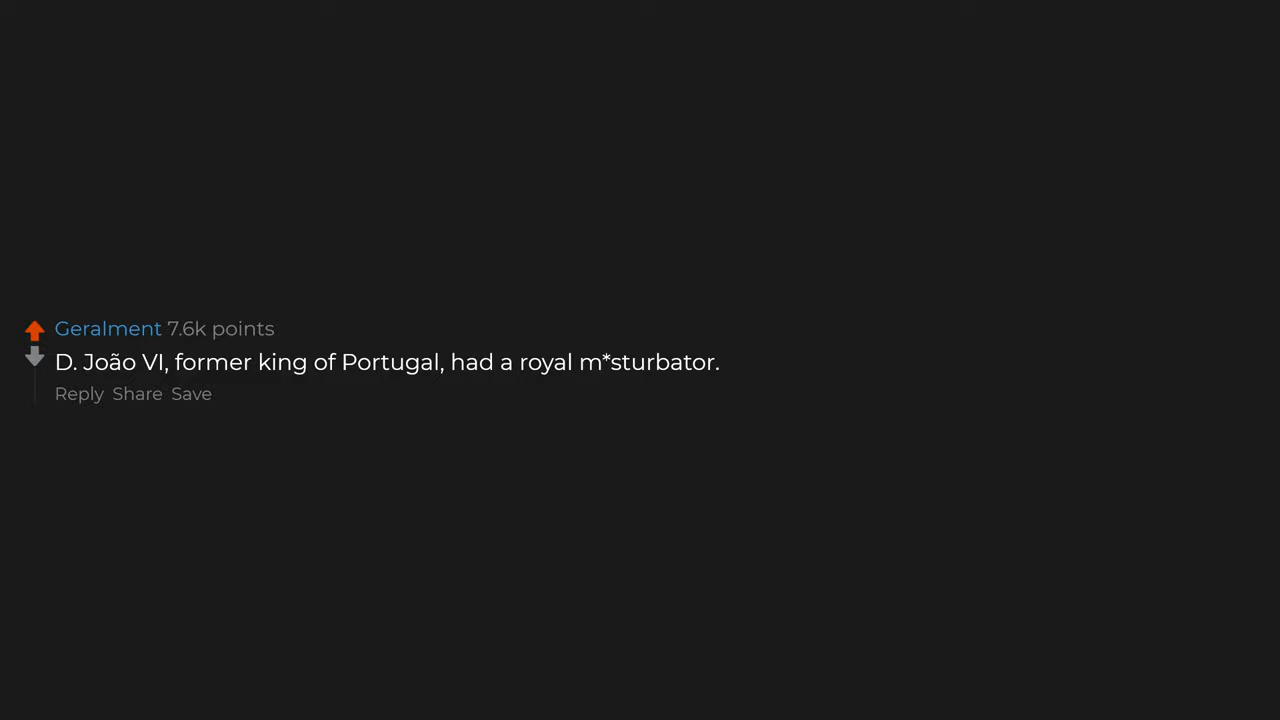 Geralment 7.6k points
D. João VI, former king of Portugal, had a royal m*sturbator.
Reply Share Save